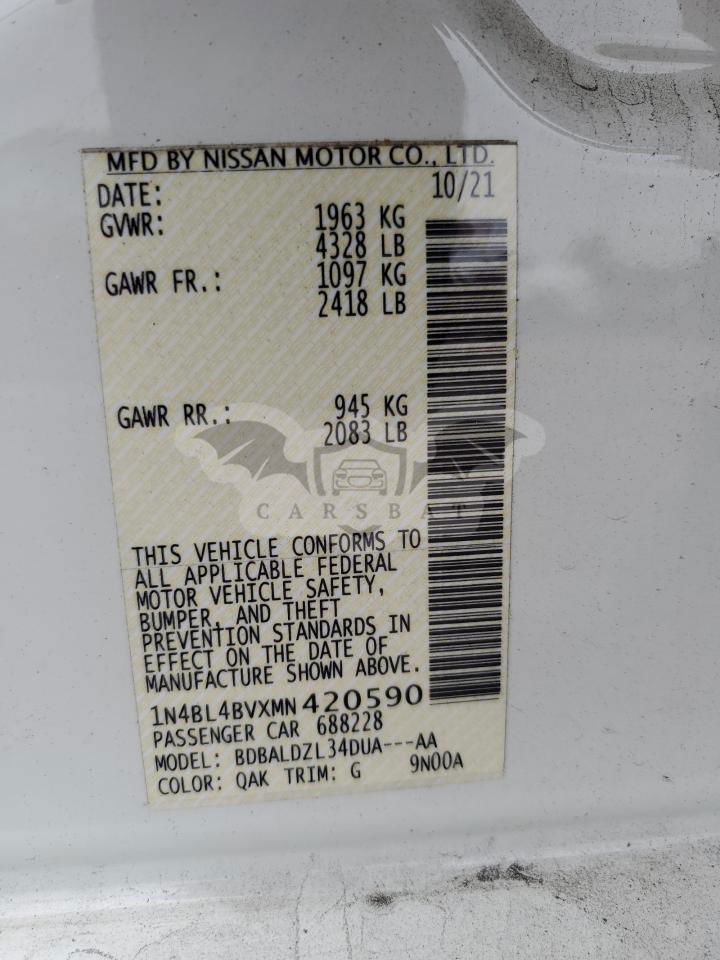 MFD BY NISSAN MOTOR CO., LTD.
DATE: 10/21
GVWR: 1963 KG
4328 LB
GAWR FR.: 1097 KG
2418 LB
GAWR RR.: 945 KG
2083 LB
CARSBAT
THIS VEHICLE CONFORMS TO
ALL APPLICABLE FEDERAL
MOTOR VEHICLE SAFETY,
BUMPER, AND THEFT
PREVENTION STANDARDS IN
EFFECT ON THE DATE OF
MANUFACTURE SHOWN ABOVE.
1N4BL4BVXMN420590
PASSENGER CAR 688228
MODEL: BDBALDZL34DUA---AA
COLOR: QAK TRIM: G 9N00A